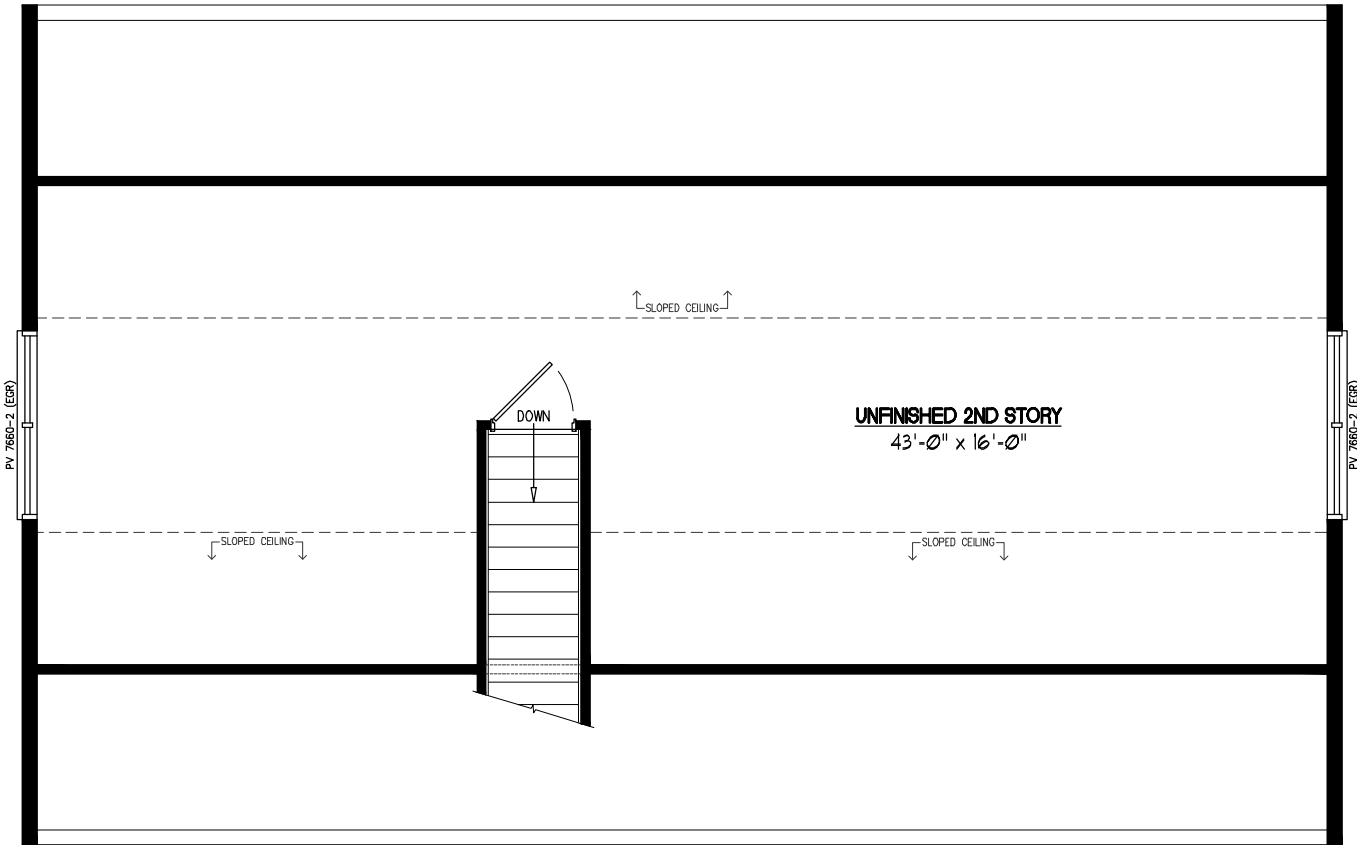 SLOPED CEILING
PV 7660-2 (EGR)
PV 7660-2 (EGR)
DOWN
UNFINISHED 2ND STORY
43'-0" x 16'-0"
SLOPED CEILING
SLOPED CEILING